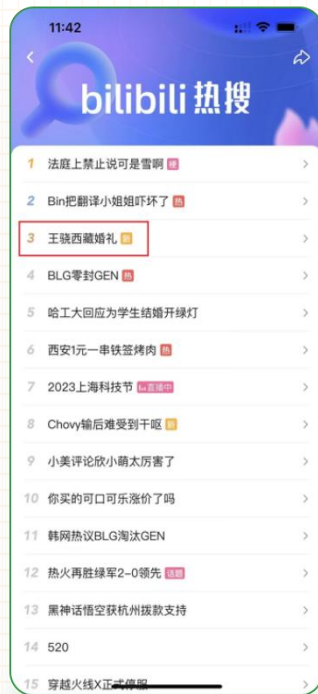 11:42
bilibili 热搜
1 法庭上禁止说可是雪啊 梗
2 Bin把翻译小姐姐吓坏了 热
3 王骁西藏婚礼 新
4 BLG零封GEN 热
5 哈工大回应为学生结婚开绿灯
6 西安1元一串铁签烤肉 热
7 2023上海科技节 直播中
8 Chovy输后难受到干呕 新
9 小美评论欣小萌太厉害了
10 你买的可口可乐涨价了吗
11 韩网热议BLG淘汰GEN
12 热火再胜绿军2-0领先 话题
13 黑神话悟空获杭州拨款支持
14 520
15 穿越火线X正式停服